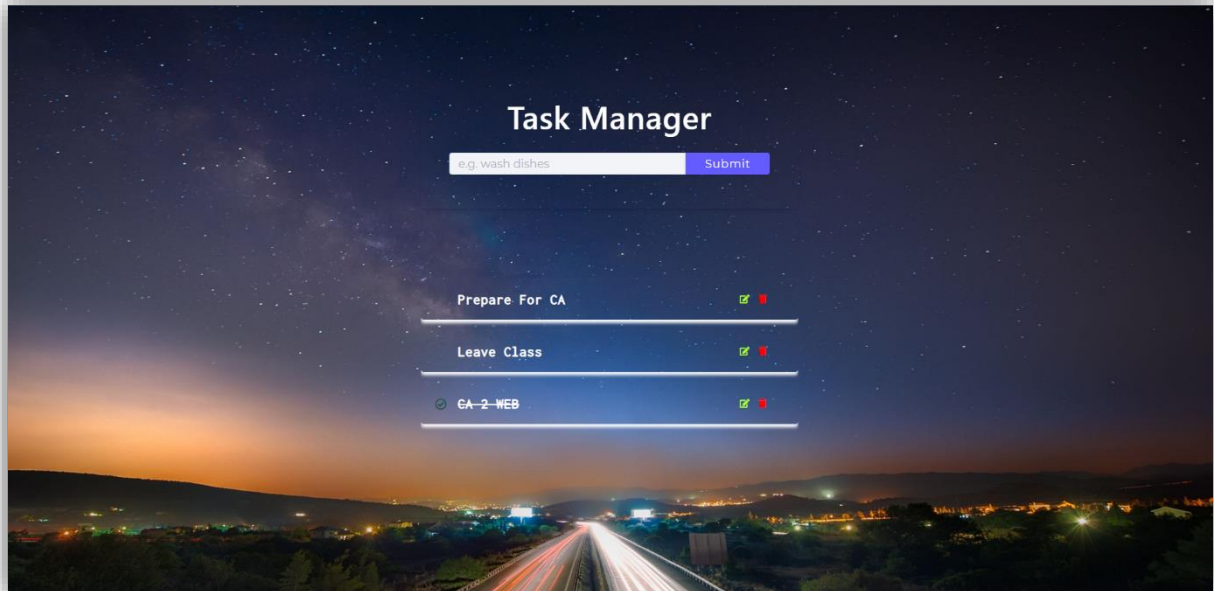 Task Manager
e.g. wash dishes Submit
Prepare For CA
Leave Class
CA 2 WEB